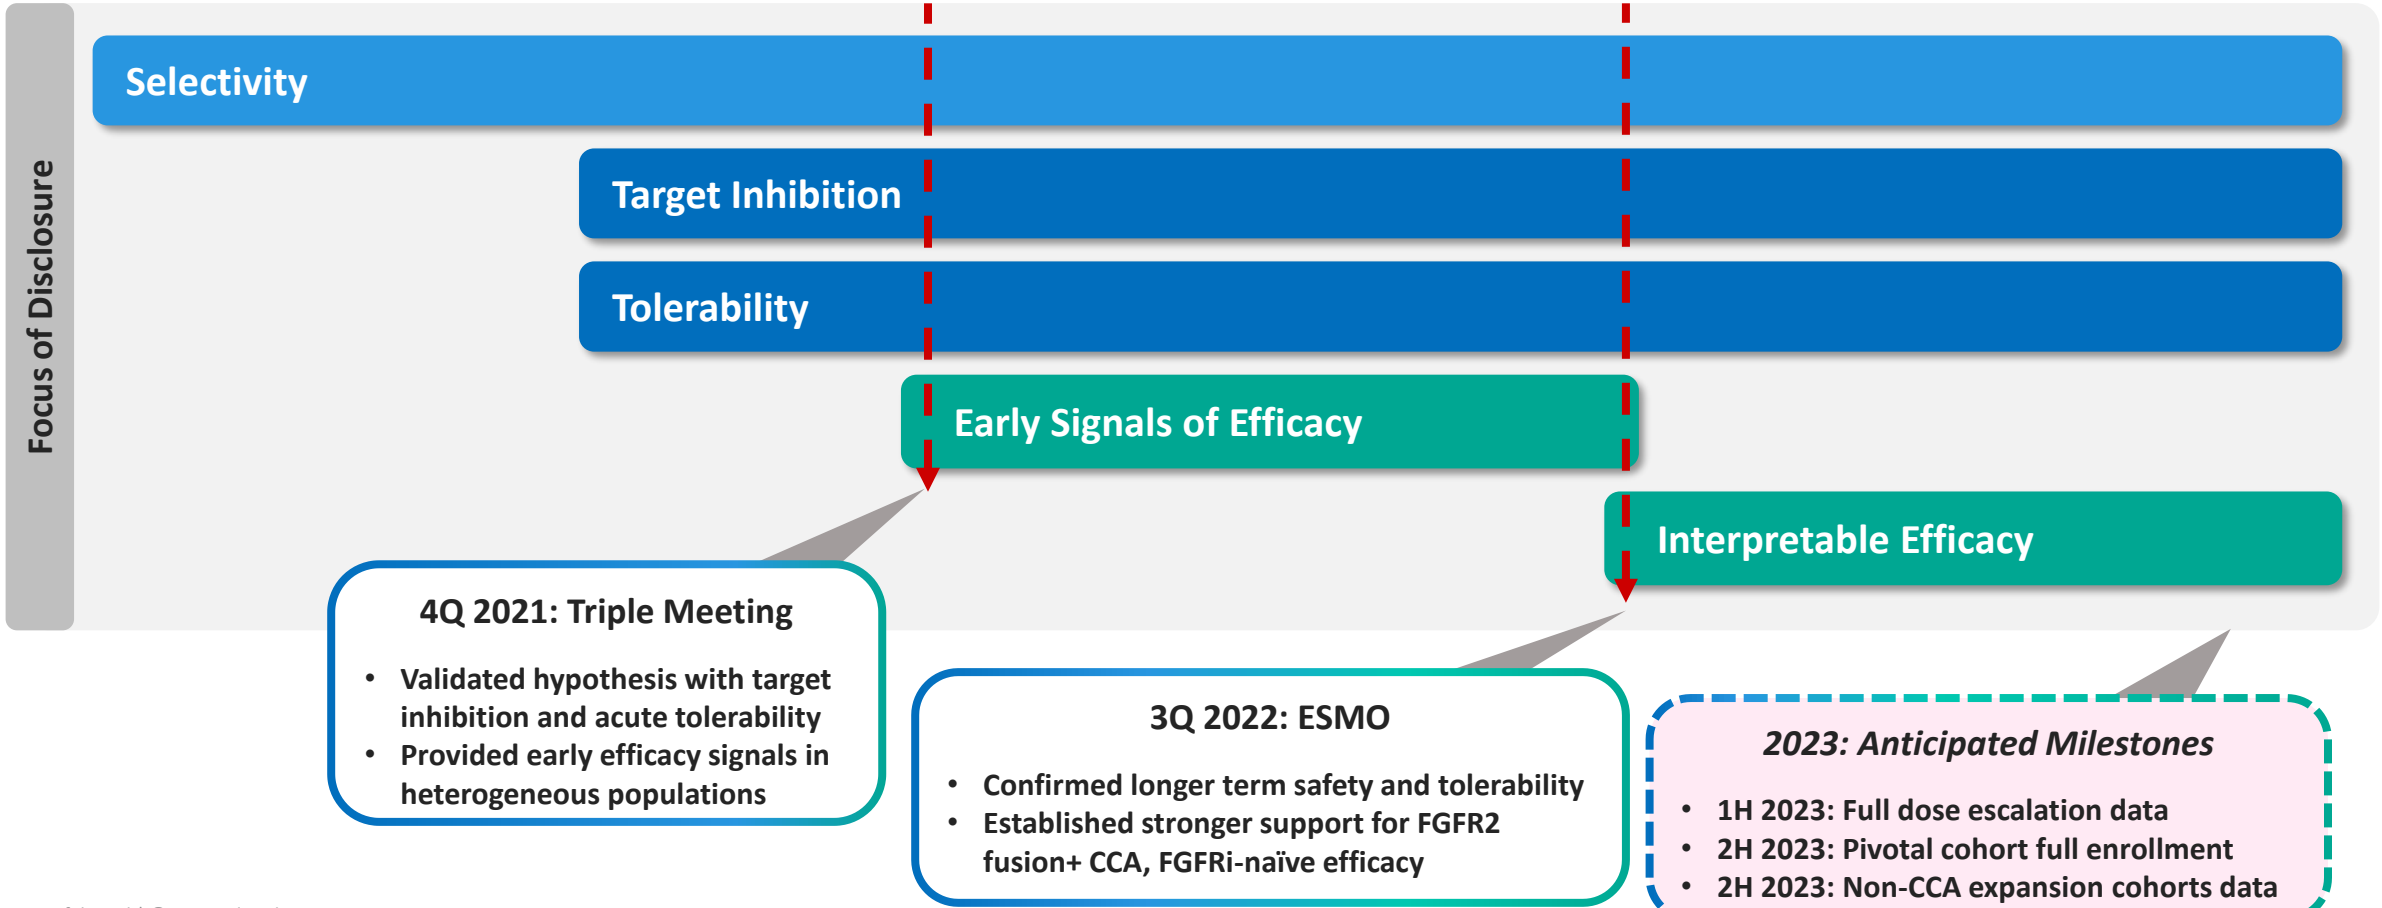 Focus of Disclosure
Selectivity
Target Inhibition
Tolerability
Early Signals of Efficacy
Interpretable Efficacy
4Q 2021: Triple Meeting
• Validated hypothesis with target
inhibition and acute tolerability
• Provided early efficacy signals in
heterogeneous populations
3Q 2022: ESMO
• Confirmed longer term safety and tolerability
• Established stronger support for FGFR2
fusion+ CCA, FGFRi-naïve efficacy
2023: Anticipated Milestones
• 1H 2023: Full dose escalation data
• 2H 2023: Pivotal cohort full enrollment
• 2H 2023: Non-CCA expansion cohorts data